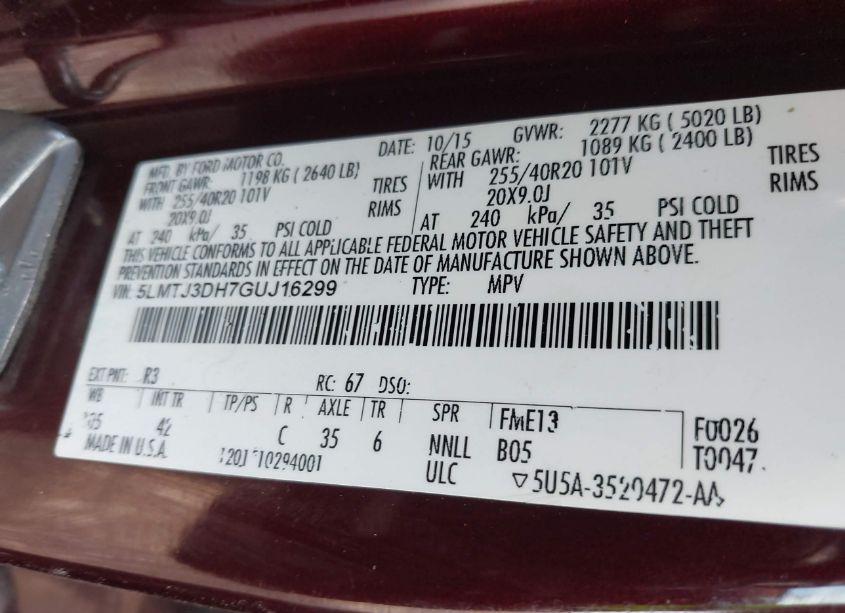 MFD. BY FORD MOTOR CO.
DATE: 10/15 GVWR: 2277 KG ( 5020 LB)
FRONT GAWR: 1198 KG ( 2640 LB)
REAR GAWR: 1089 KG ( 2400 LB)
WITH 255/40R20 101V TIRES
WITH 255/40R20 101V TIRES
20X9.0J RIMS
20X9.0J RIMS
AT 240 kPa/ 35 PSI COLD
AT 240 kPa/ 35 PSI COLD
THIS VEHICLE CONFORMS TO ALL APPLICABLE FEDERAL MOTOR VEHICLE SAFETY AND THEFT
PREVENTION STANDARDS IN EFFECT ON THE DATE OF MANUFACTURE SHOWN ABOVE.
VIN: 5LMTJ3DH7GUJ16299 TYPE: MPV
EXT PNT: R3 RC: 67 DSO:
WB INT TR TP/PS R AXLE TR SPR FME13
42 C 35 6 NNLL B05 F0026
MADE IN U.S.A. ULC T0047
▽5U5A-3520472-AA